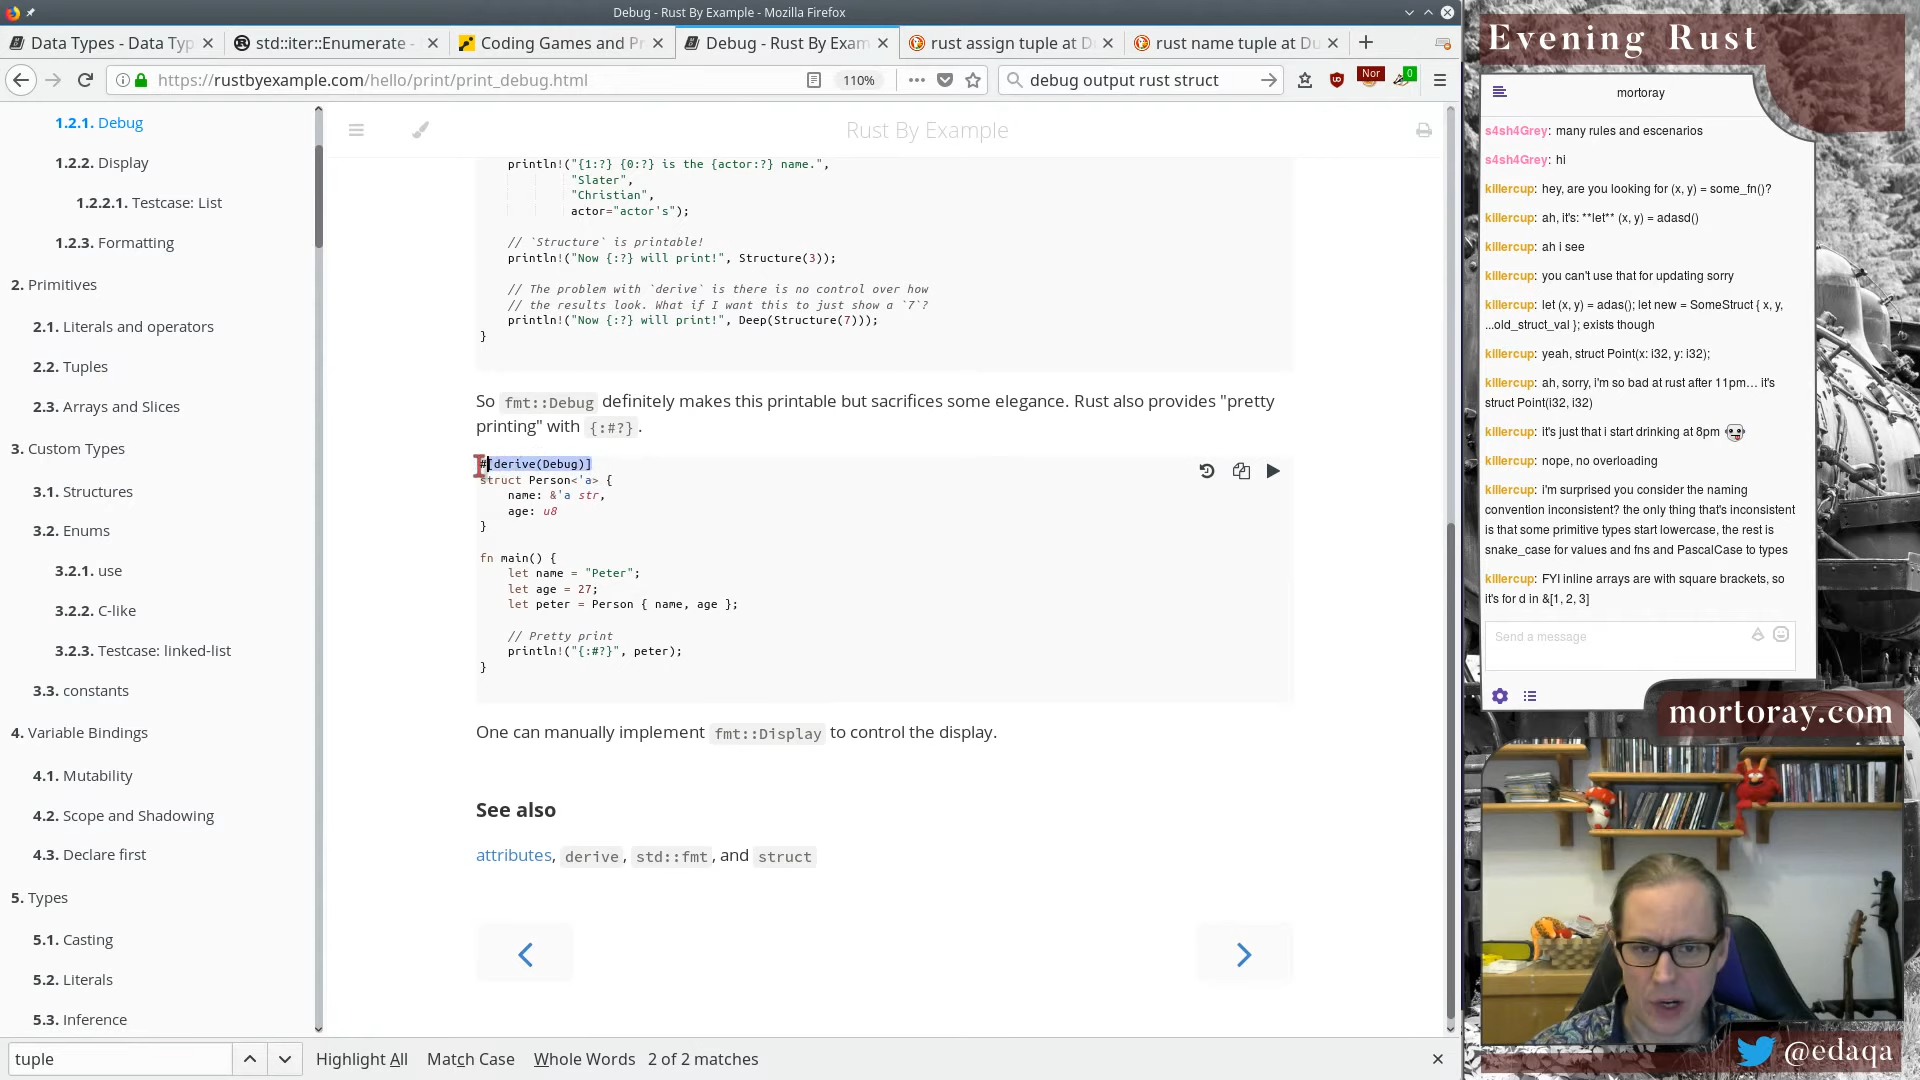 Debug - Rust By Example - Mozilla Firefox
Data Types - Data Typ
std::iter::Enumerate -
Coding Games and Pr
Debug - Rust By Exam
rust assign tuple at D
rust name tuple at Du
https://rustbyexample.com/hello/print/print_debug.html
110%
debug output rust struct
Nor
0
1.2.1. Debug
1.2.2. Display
1.2.2.1. Testcase: List
1.2.3. Formatting
2. Primitives
2.1. Literals and operators
2.2. Tuples
2.3. Arrays and Slices
3. Custom Types
3.1. Structures
3.2. Enums
3.2.1. use
3.2.2. C-like
3.2.3. Testcase: linked-list
3.3. constants
4. Variable Bindings
4.1. Mutability
4.2. Scope and Shadowing
4.3. Declare first
5. Types
5.1. Casting
5.2. Literals
5.3. Inference
Rust By Example
println!("{1:?} {0:?} is the {actor:?} name.",
"Slater",
"Christian",
actor="actor's");
// `Structure` is printable!
println!("Now {:?} will print!", Structure(3));
// The problem with `derive` is there is no control over how
// the results look. What if I want this to just show a `7`?
println!("Now {:?} will print!", Deep(Structure(7)));
}
So fmt::Debug definitely makes this printable but sacrifices some elegance. Rust also provides "pretty
printing" with {:#?}.
#[derive(Debug)]
struct Person<'a> {
name: &'a str,
age: u8
}
fn main() {
let name = "Peter";
let age = 27;
let peter = Person { name, age };
// Pretty print
println!("{:#?}", peter);
}
One can manually implement fmt::Display to control the display.
See also
attributes, derive, std::fmt, and struct
tuple
Highlight All
Match Case
Whole Words
2 of 2 matches
Evening Rust
mortoray
s4sh4Grey: many rules and escenarios
s4sh4Grey: hi
killercup: hey, are you looking for (x, y) = some_fn()?
killercup: ah, it's: **let** (x, y) = adasd()
killercup: ah i see
killercup: you can't use that for updating sorry
killercup: let (x, y) = adas(); let new = SomeStruct { x, y,
...old_struct_val }; exists though
killercup: yeah, struct Point(x: i32, y: i32);
killercup: ah, sorry, i'm so bad at rust after 11pm… it's
struct Point(i32, i32)
killercup: it's just that i start drinking at 8pm
killercup: nope, no overloading
killercup: i'm surprised you consider the naming
convention inconsistent? the only thing that's inconsistent
is that some primitive types start lowercase, the rest is
snake_case for values and fns and PascalCase to types
killercup: FYI inline arrays are with square brackets, so
it's for d in &[1, 2, 3]
Send a message
mortoray.com
@edaqa